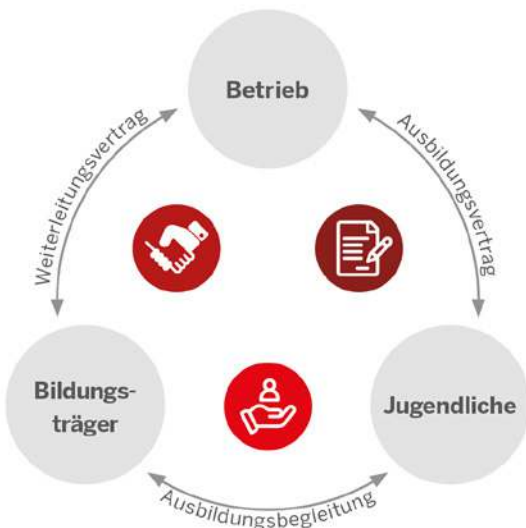 Betrieb
Weiterleitungsvertrag
Ausbildungsvertrag
Bildungs-
träger
Jugendliche
Ausbildungsbegleitung